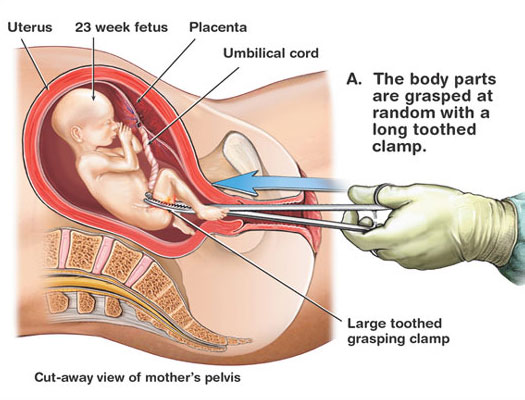 Uterus 23 week fetus Placenta
Umbilical cord
A. The body parts
are grasped at
random with a
long toothed
clamp.
Large toothed
grasping clamp
Cut-away view of mother's pelvis